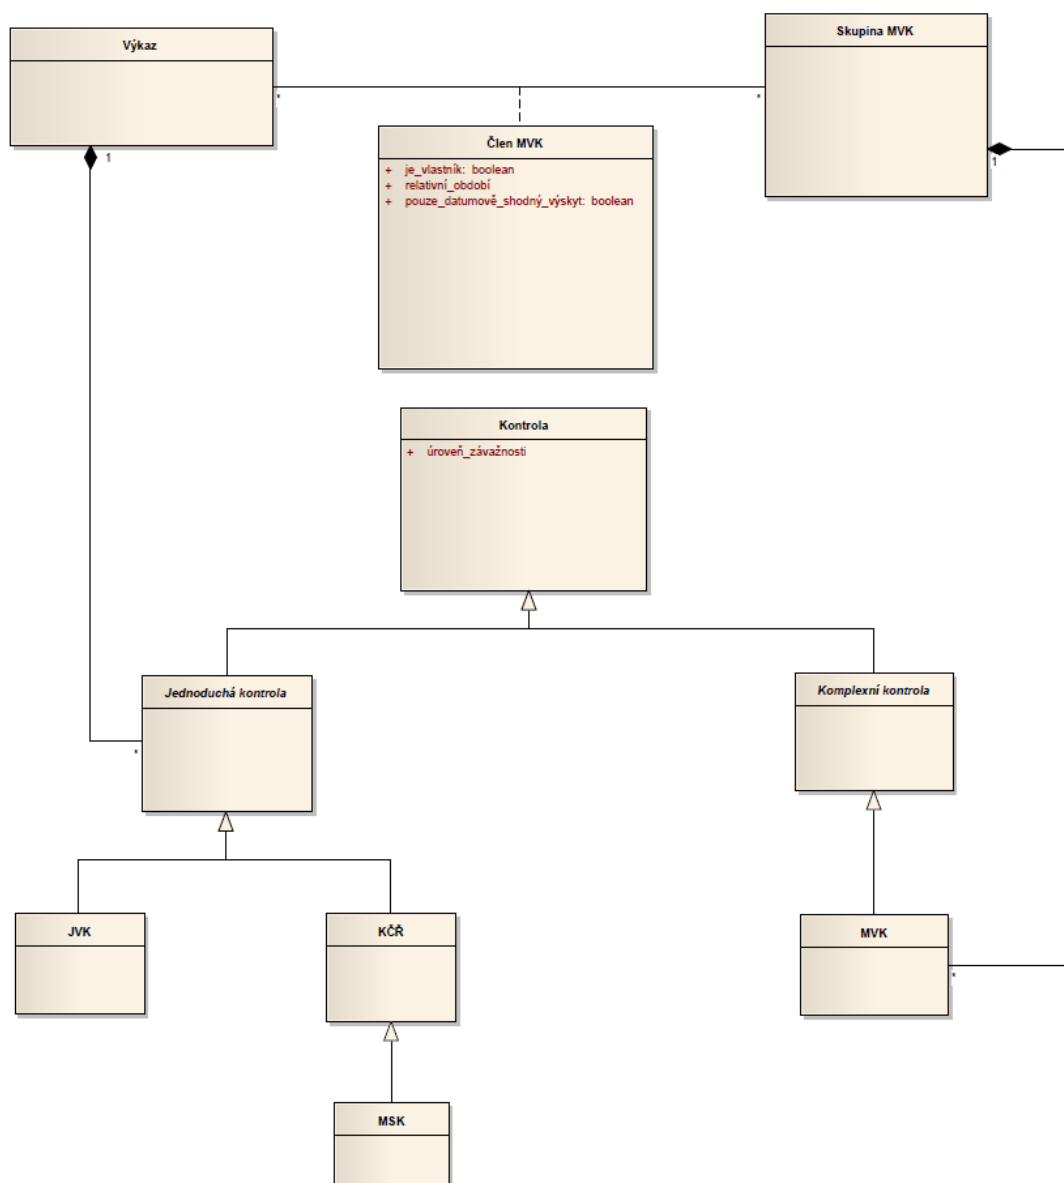 Výkaz
Skupina MVK
*
*
Člen MVK
+ je_vlastník: boolean
+ relativní_období
+ pouze_datumově_shodný_výskyt: boolean
1
1
Kontrola
+ úroveň_závažnosti
Jednoduchá kontrola
Komplexní kontrola
*
JVK
KČŘ
MVK
*
MSK